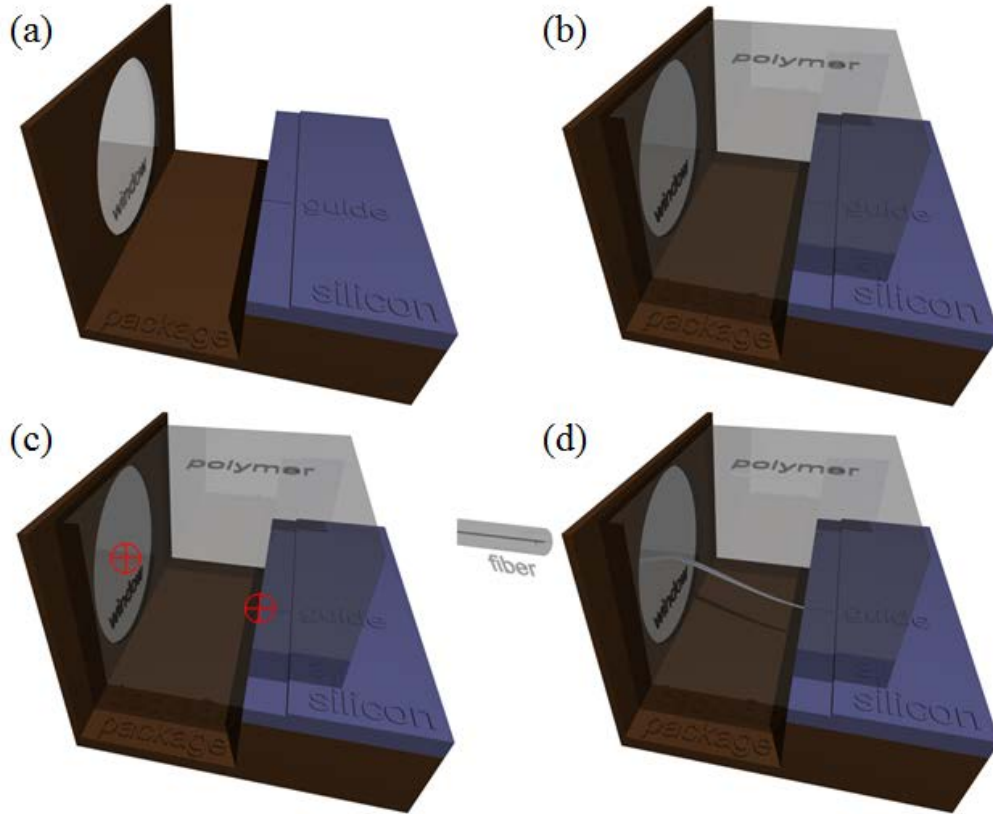 (a)
window
guide
silicon
package
(b)
polymer
window
guide
silicon
package
(c)
polymer
window
guide
silicon
package
(d)
fiber
polymer
window
guide
silicon
package